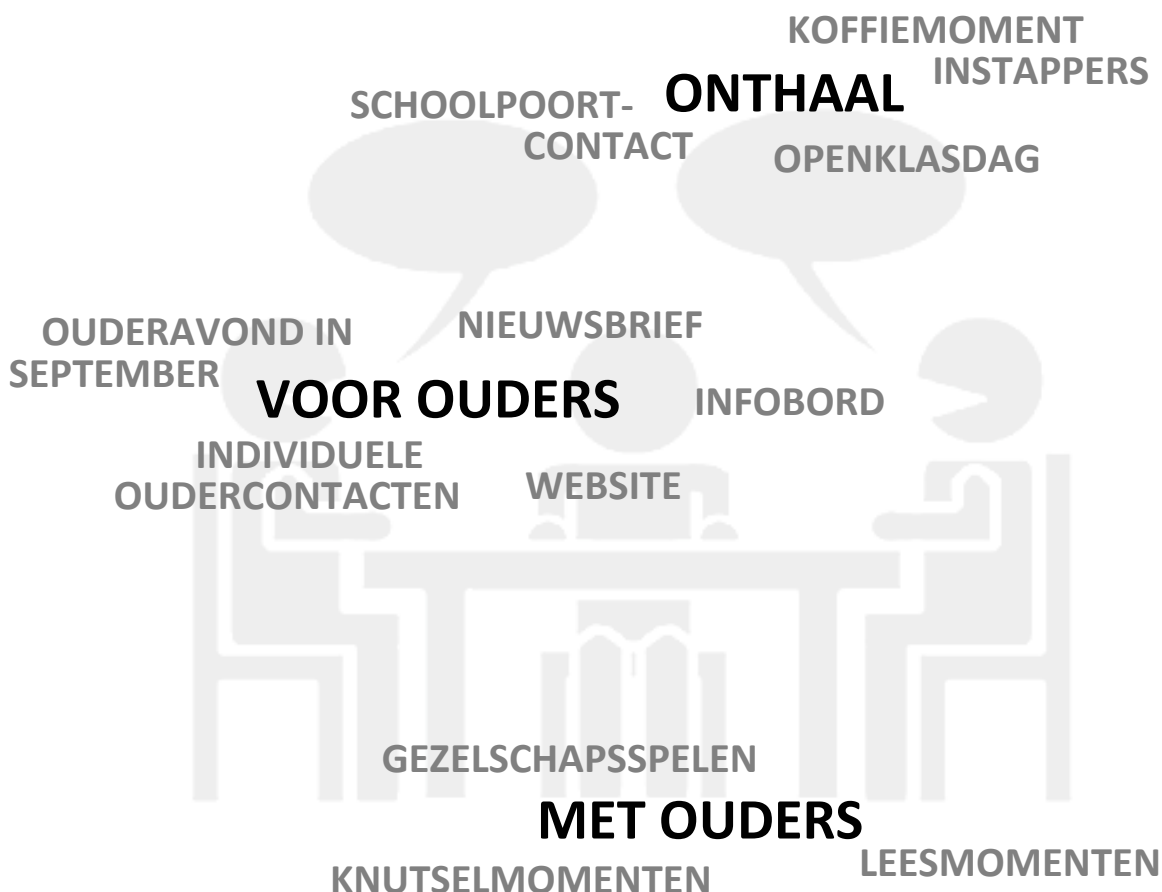 KOFFIEMOMENT
INSTAPPERS
ONTHAAL
SCHOOLPOORT-
CONTACT
OPENKLASDAG
OUDERAVOND IN
SEPTEMBER
NIEUWSBRIEF
VOOR OUDERS
INFOBORD
INDIVIDUELE
OUDERCONTACTEN
WEBSITE
GEZELSCHAPSSPELEN
MET OUDERS
LEESMOMENTEN
KNUTSELMOMENTEN